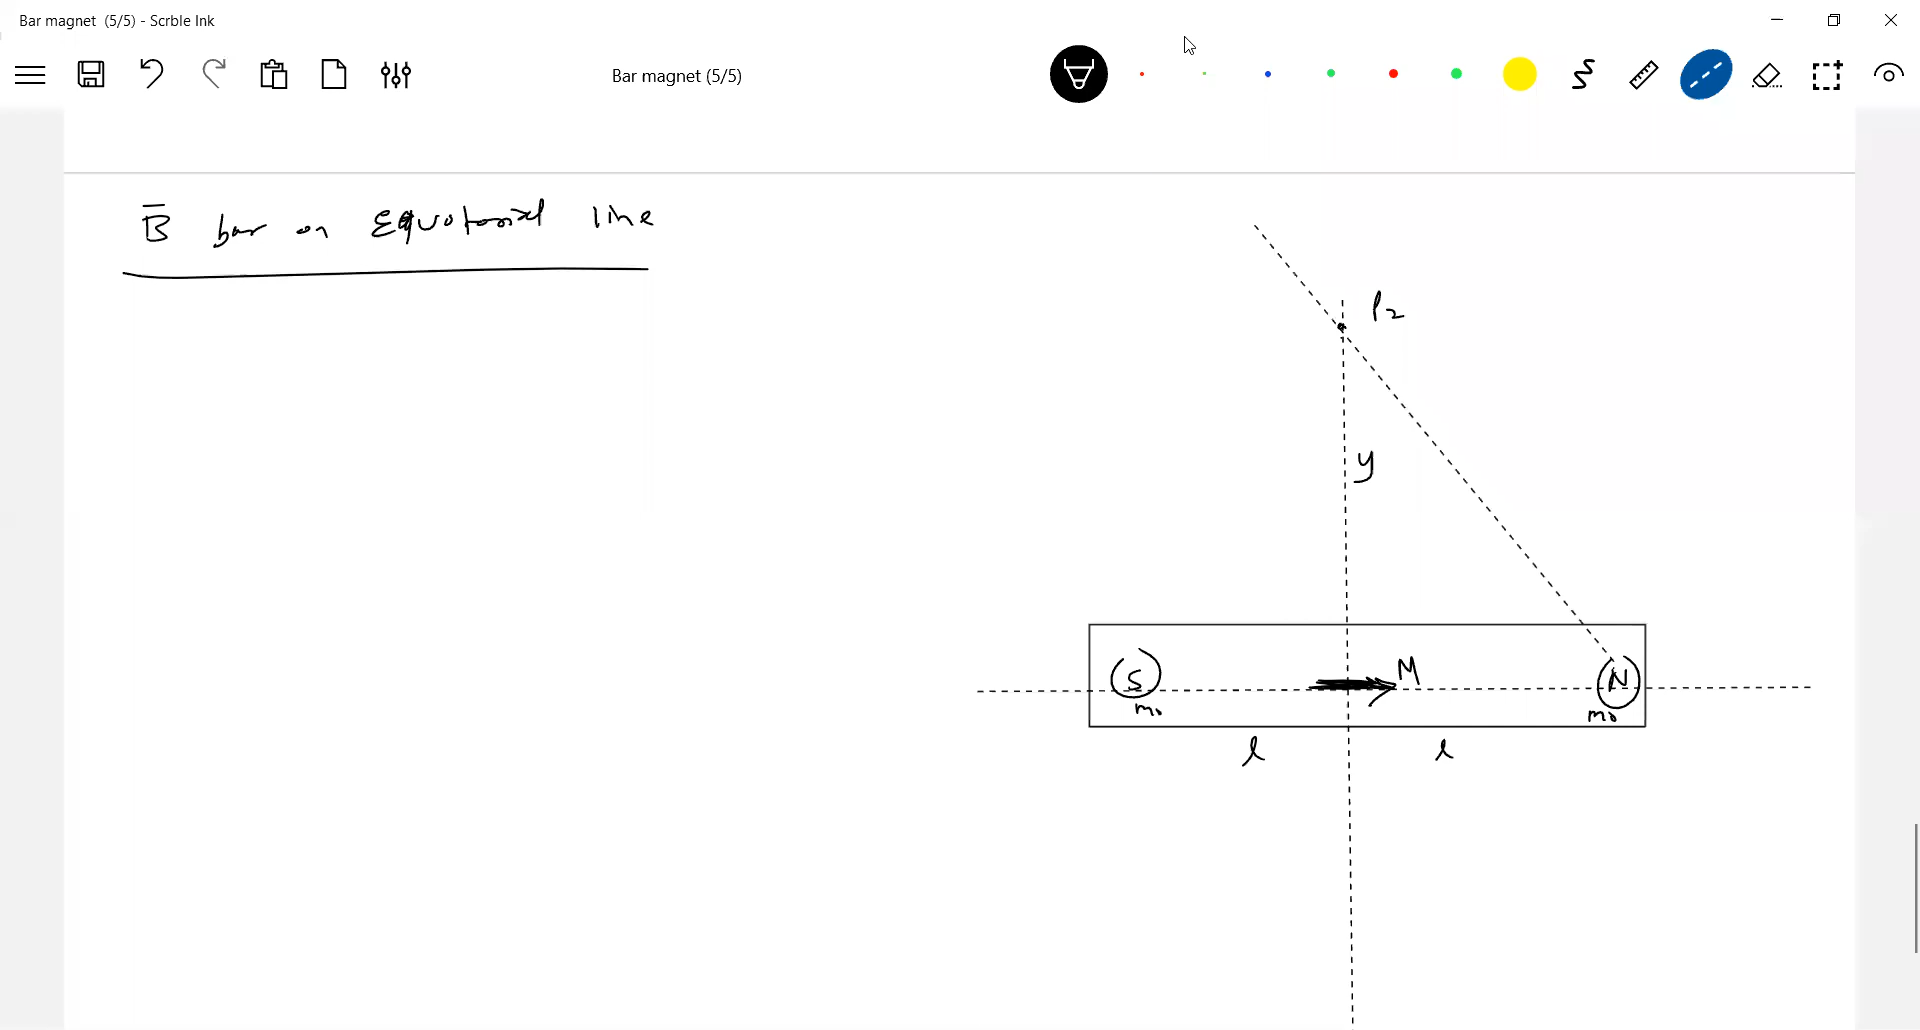 Bar magnet (5/5) - Scrble Ink
Bar magnet (5/5)
B̅ bar on Equatorial line
P₂
y
S
M
N
m₀
m₀
l
l